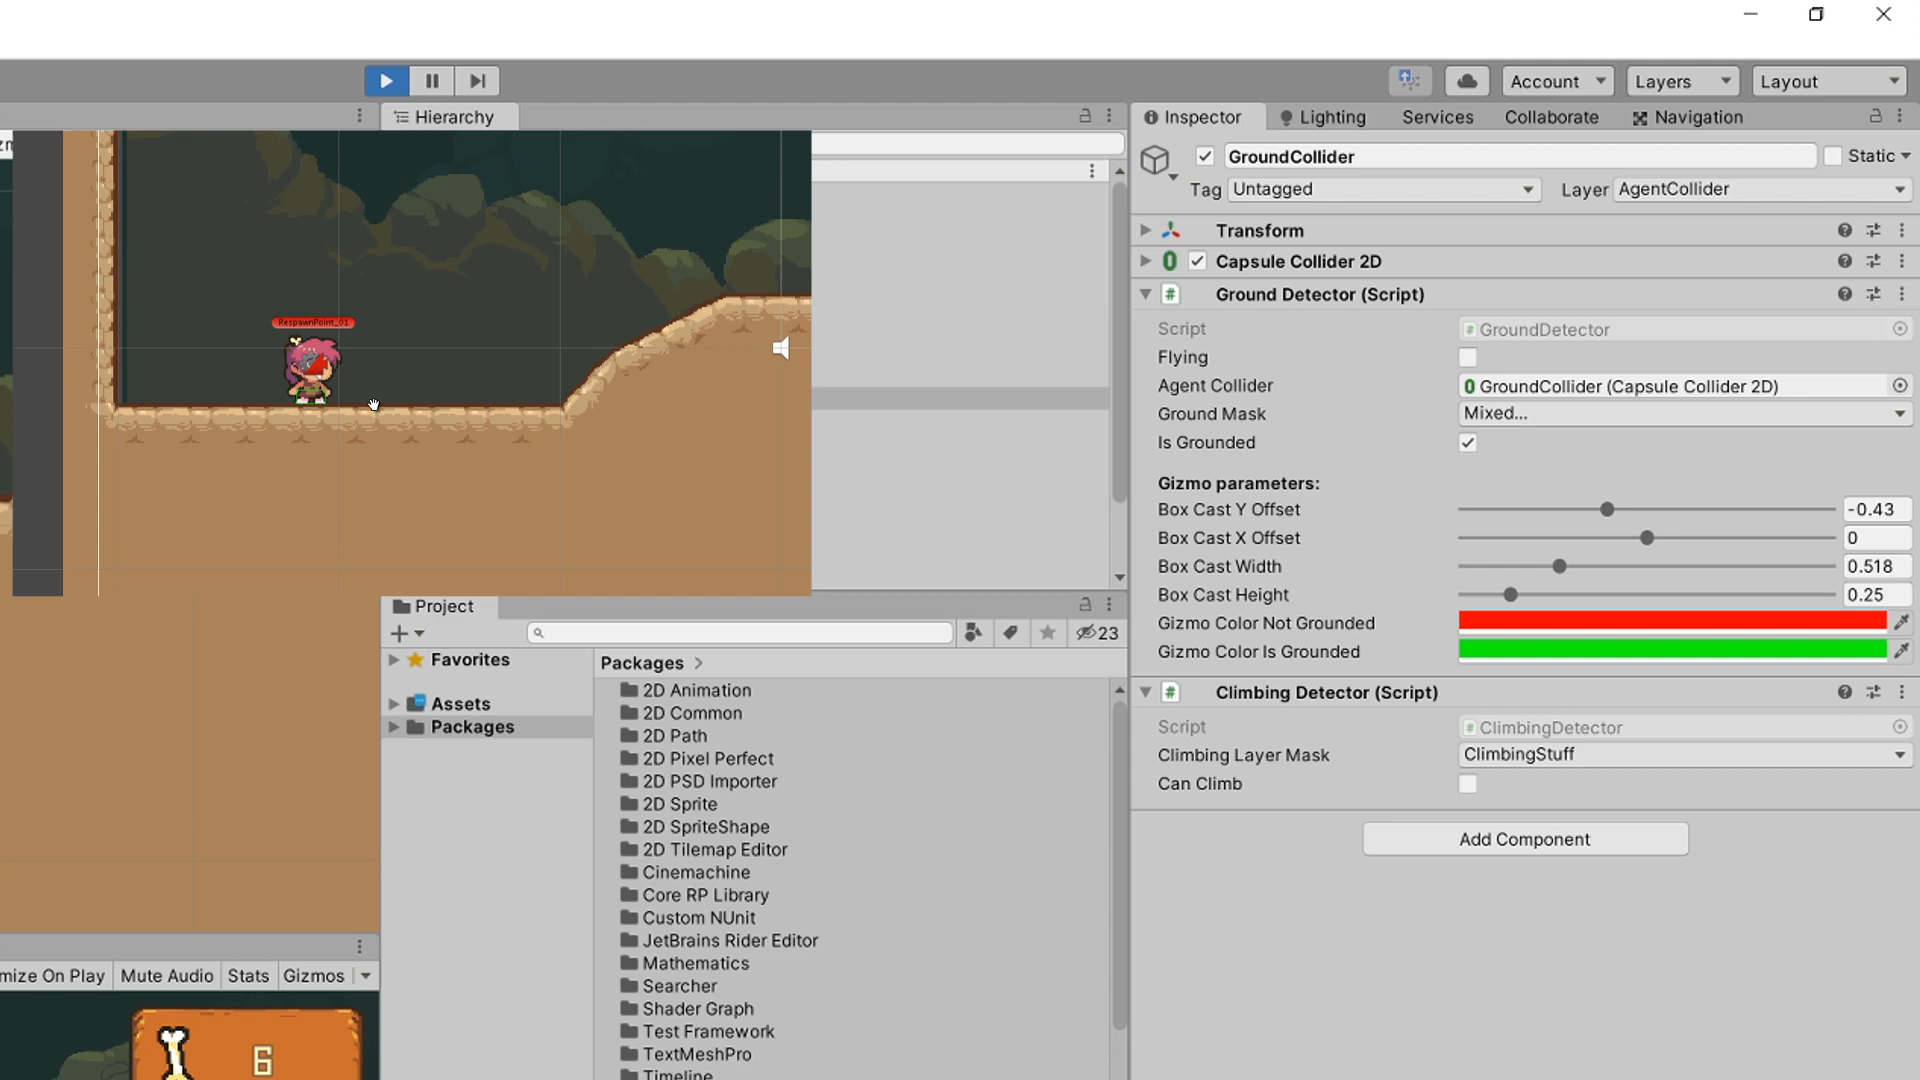 Account
Layers
Layout
Hierarchy
Inspector
Lighting
Services
Collaborate
Navigation
GroundCollider
Static
Tag Untagged
Layer AgentCollider
Transform
Capsule Collider 2D
Ground Detector (Script)
Script GroundDetector
Flying
Agent Collider GroundCollider (Capsule Collider 2D)
Ground Mask Mixed...
Is Grounded
Gizmo parameters:
Box Cast Y Offset -0.43
Box Cast X Offset 0
Box Cast Width 0.518
Box Cast Height 0.25
Gizmo Color Not Grounded
Gizmo Color Is Grounded
Climbing Detector (Script)
Script ClimbingDetector
Climbing Layer Mask ClimbingStuff
Can Climb
Add Component
RespawnPoint_01
Project
23
Favorites
Assets
Packages
Packages >
2D Animation
2D Common
2D Path
2D Pixel Perfect
2D PSD Importer
2D Sprite
2D SpriteShape
2D Tilemap Editor
Cinemachine
Core RP Library
Custom NUnit
JetBrains Rider Editor
Mathematics
Searcher
Shader Graph
Test Framework
TextMeshPro
Timeline
mize On Play Mute Audio Stats Gizmos
6